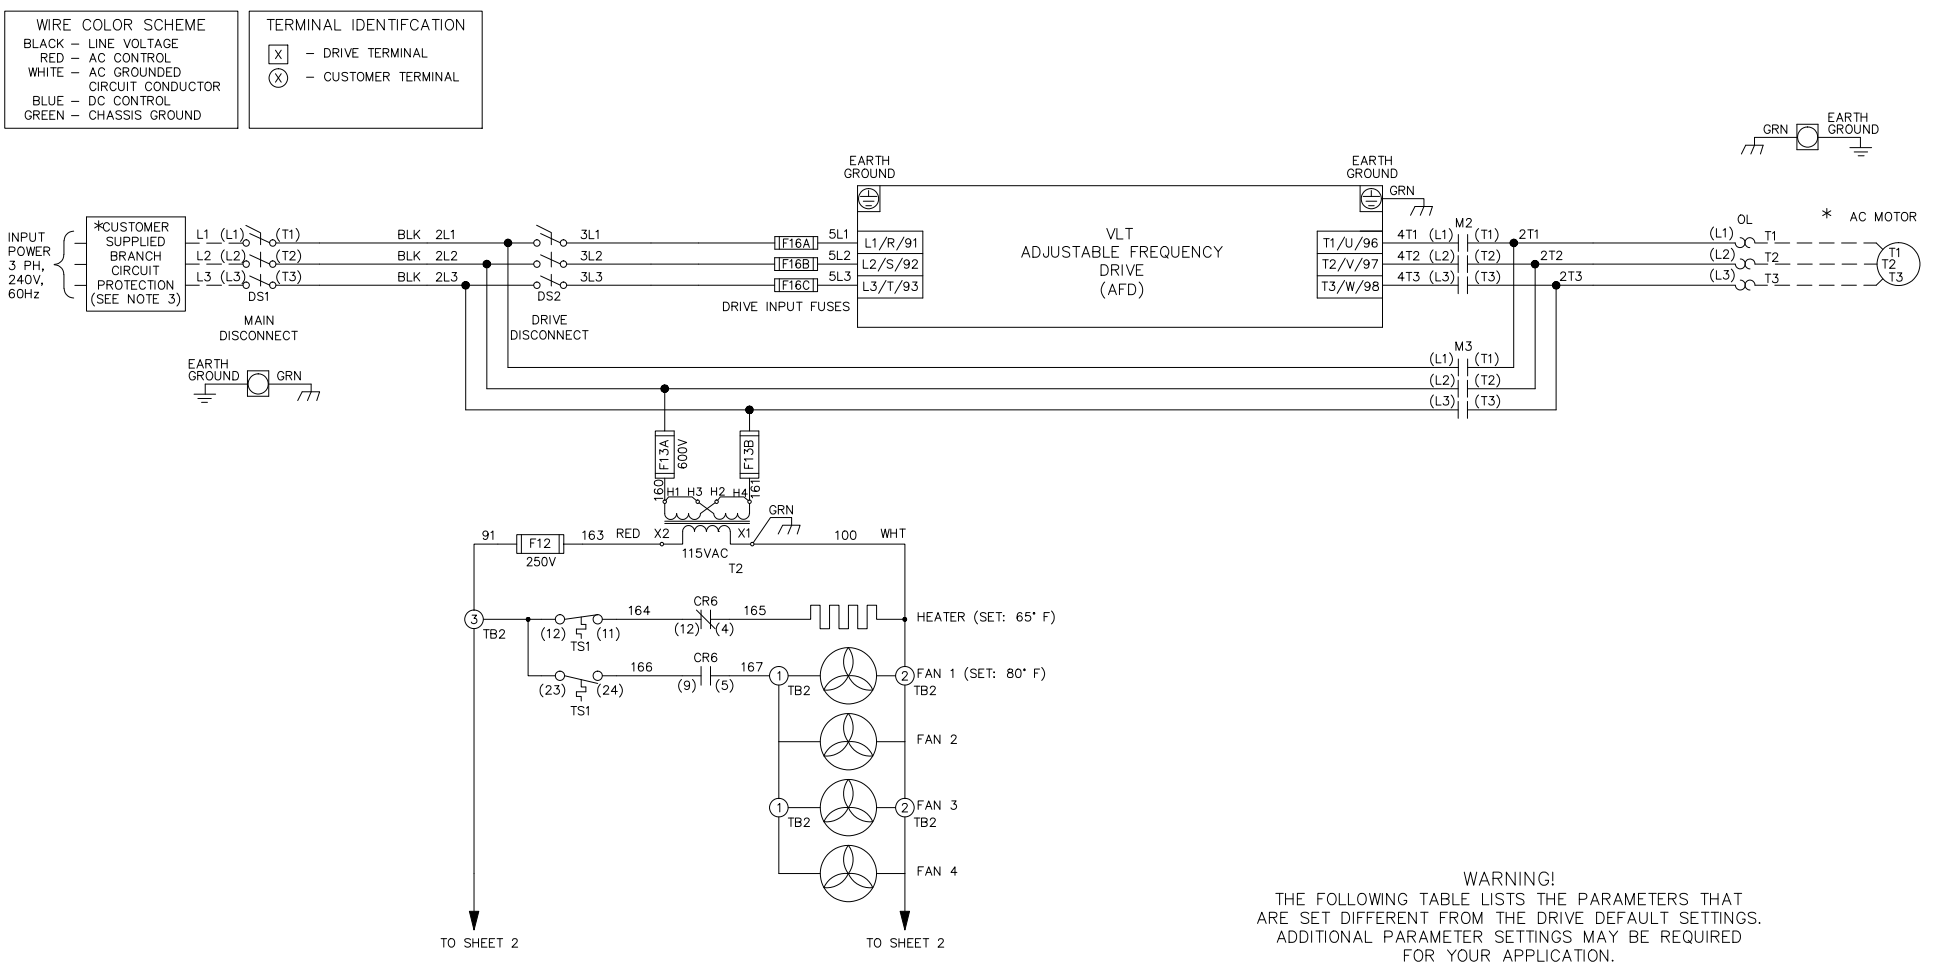 WIRE COLOR SCHEME
BLACK – LINE VOLTAGE
RED – AC CONTROL
WHITE – AC GROUNDED
CIRCUIT CONDUCTOR
BLUE – DC CONTROL
GREEN – CHASSIS GROUND
TERMINAL IDENTIFCATION
X – DRIVE TERMINAL
X – CUSTOMER TERMINAL
GRN
EARTH
GROUND
EARTH
GROUND
EARTH
GROUND
GRN
INPUT
POWER
3 PH,
240V,
60Hz
*CUSTOMER
SUPPLIED
BRANCH
CIRCUIT
PROTECTION
(SEE NOTE 3)
L1 (L1) (T1) BLK 2L1 3L1 F16A 5L1 L1/R/91
L2 (L2) (T2) BLK 2L2 3L2 F16B 5L2 L2/S/92
L3 (L3) (T3) BLK 2L3 3L3 F16C 5L3 L3/T/93
DS1
DS2
MAIN
DISCONNECT
DRIVE
DISCONNECT
DRIVE INPUT FUSES
VLT
ADJUSTABLE FREQUENCY
DRIVE
(AFD)
M2
T1/U/96 4T1 (L1) (T1) 2T1
T2/V/97 4T2 (L2) (T2) 2T2
T3/W/98 4T3 (L3) (T3) 2T3
OL
* AC MOTOR
(L1) T1
(L2) T2
(L3) T3
T1
T2
T3
EARTH
GROUND
GRN
M3
(L1) (T1)
(L2) (T2)
(L3) (T3)
F13A
600V
F13B
160
161
H1 H3 H2 H4
GRN
91 F12 163 RED X2 X1 100 WHT
250V
115VAC
T2
3
TB2
164 CR6 165
(12) (11) (12) (4)
TS1
HEATER (SET: 65° F)
166 CR6 167
(23) (24) (9) (5)
TS1
1
TB2
2
TB2
FAN 1 (SET: 80° F)
FAN 2
1
TB2
2
TB2
FAN 3
FAN 4
TO SHEET 2
TO SHEET 2
WARNING!
THE FOLLOWING TABLE LISTS THE PARAMETERS THAT
ARE SET DIFFERENT FROM THE DRIVE DEFAULT SETTINGS.
ADDITIONAL PARAMETER SETTINGS MAY BE REQUIRED
FOR YOUR APPLICATION.